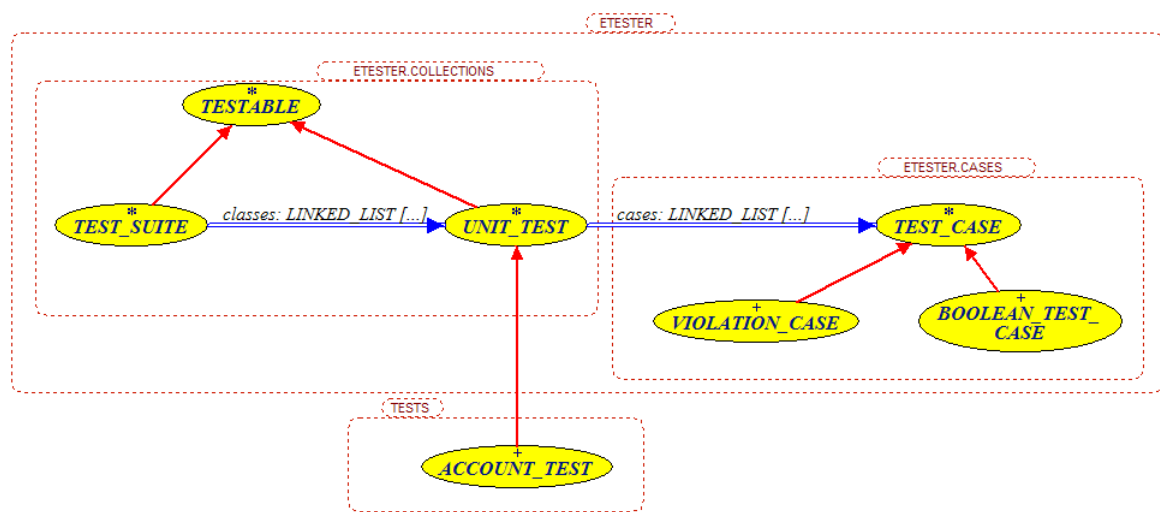 ETESTER
ETESTER.COLLECTIONS
*
TESTABLE
ETESTER.CASES
*
TEST_SUITE
classes: LINKED_LIST [...]
*
UNIT_TEST
cases: LINKED_LIST [...]
*
TEST_CASE
+
VIOLATION_CASE
+
BOOLEAN_TEST_
CASE
TESTS
+
ACCOUNT_TEST